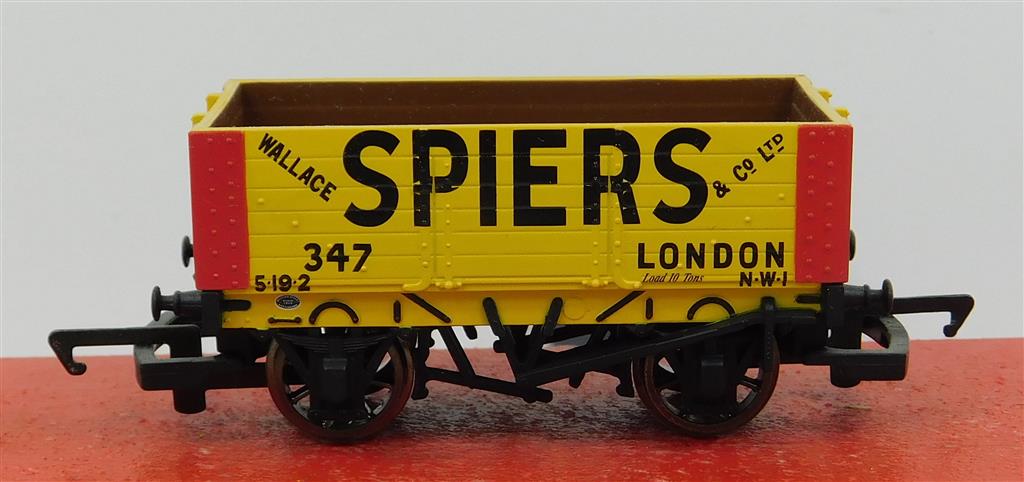 WALLACE
SPIERS
& Co LTD
347
LONDON
5·19·2
Load 10 Tons
N·W·1